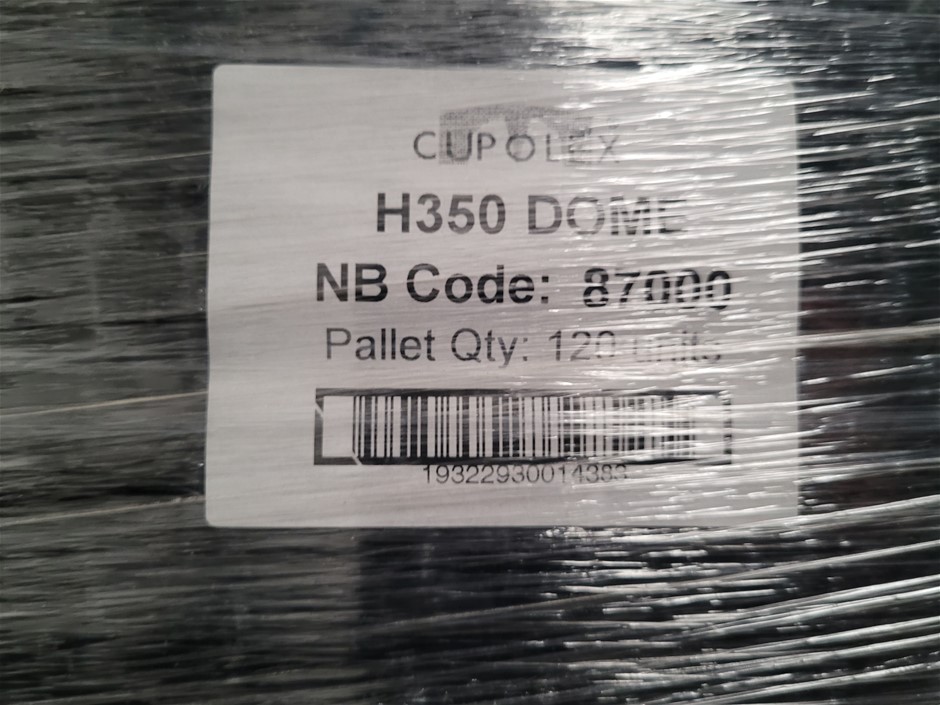 CUPOLEX
H350 DOME
NB Code: 87000
Pallet Qty: 120 units
19322930014383